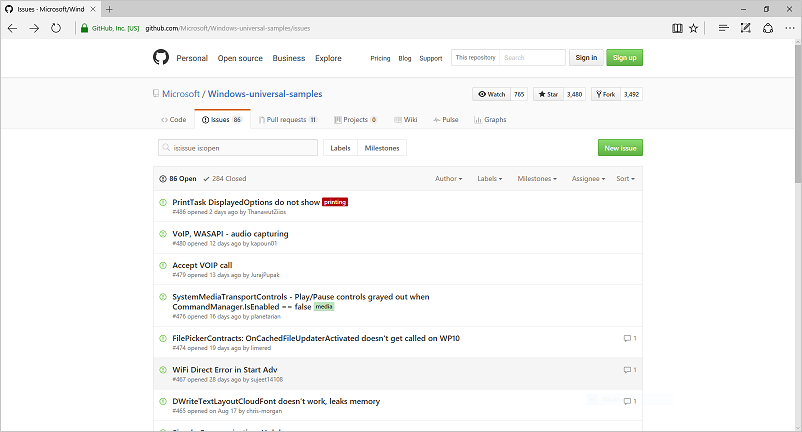 Issues · Microsoft/Windo
GitHub, Inc. [US] github.com/Microsoft/Windows-universal-samples/issues
Personal Open source Business Explore Pricing Blog Support This repository Search Sign in Sign up
Microsoft / Windows-universal-samples Watch 765 Star 3,480 Fork 3,492
Code Issues 86 Pull requests 11 Projects 0 Wiki Pulse Graphs
is:issue is:open Labels Milestones New issue
86 Open 284 Closed Author Labels Milestones Assignee Sort
PrintTask DisplayedOptions do not show printing
#486 opened 2 days ago by ThanawutZiios
VoIP, WASAPI - audio capturing
#480 opened 12 days ago by kapoun01
Accept VOIP call
#479 opened 13 days ago by JurajPupak
SystemMediaTransportControls - Play/Pause controls grayed out when
CommandManager.IsEnabled == false media
#476 opened 16 days ago by planetarian
FilePickerContracts: OnCachedFileUpdaterActivated doesn't get called on WP10 1
#474 opened 19 days ago by limered
WiFi Direct Error in Start Adv 1
#467 opened 28 days ago by sujeet14108
DWriteTextLayoutCloudFont doesn't work, leaks memory 1
#465 opened on Aug 17 by chris-morgan